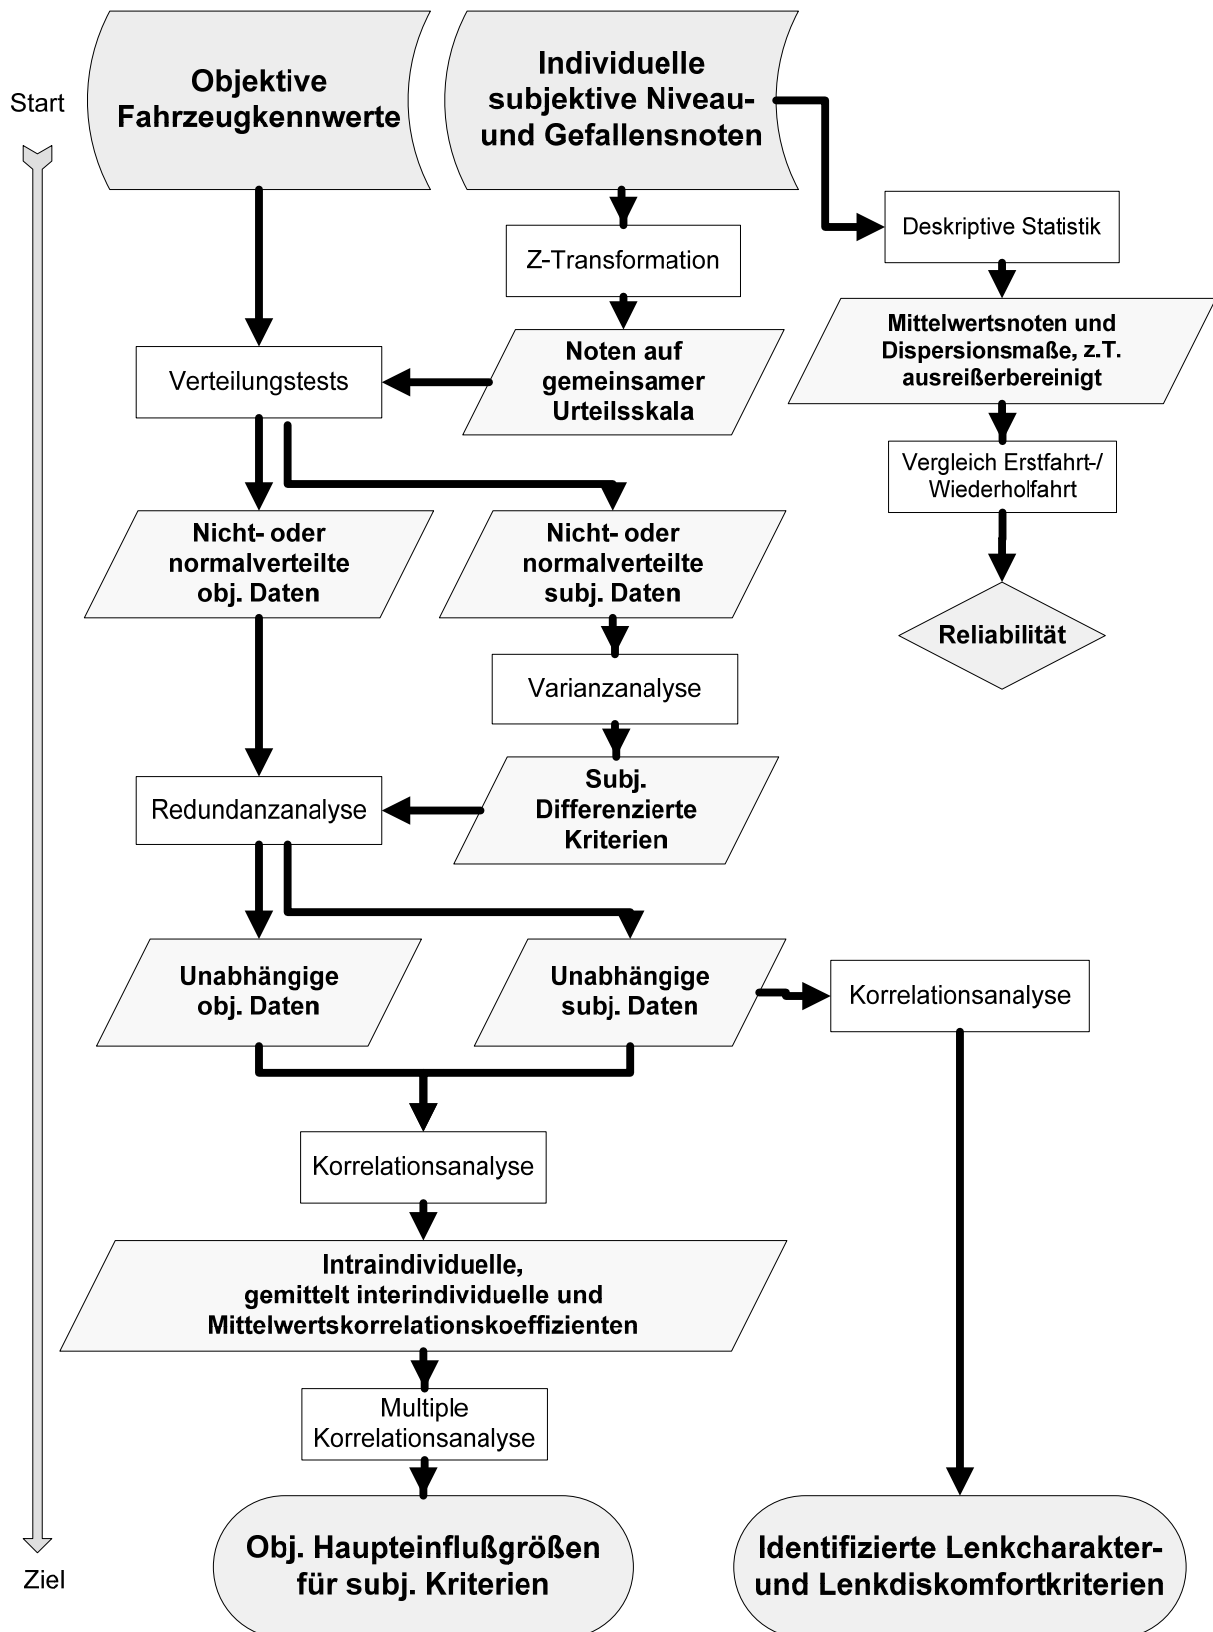 Start
Objektive
Fahrzeugkennwerte
Individuelle
subjektive Niveau-
und Gefallensnoten
Deskriptive Statistik
Z-Transformation
Mittelwertsnoten und
Dispersionsmaße, z.T.
ausreißerbereinigt
Noten auf
gemeinsamer
Urteilsskala
Verteilungstests
Vergleich Erstfahrt-/
Wiederholfahrt
Nicht- oder
normalverteilte
obj. Daten
Nicht- oder
normalverteilte
subj. Daten
Reliabilität
Varianzanalyse
Subj.
Differenzierte
Kriterien
Redundanzanalyse
Unabhängige
obj. Daten
Unabhängige
subj. Daten
Korrelationsanalyse
Korrelationsanalyse
Intraindividuelle,
gemittelt interindividuelle und
Mittelwertskorrelationskoeffizienten
Multiple
Korrelationsanalyse
Obj. Haupteinflußgrößen
für subj. Kriterien
Identifizierte Lenkcharakter-
und Lenkdiskomfortkriterien
Ziel